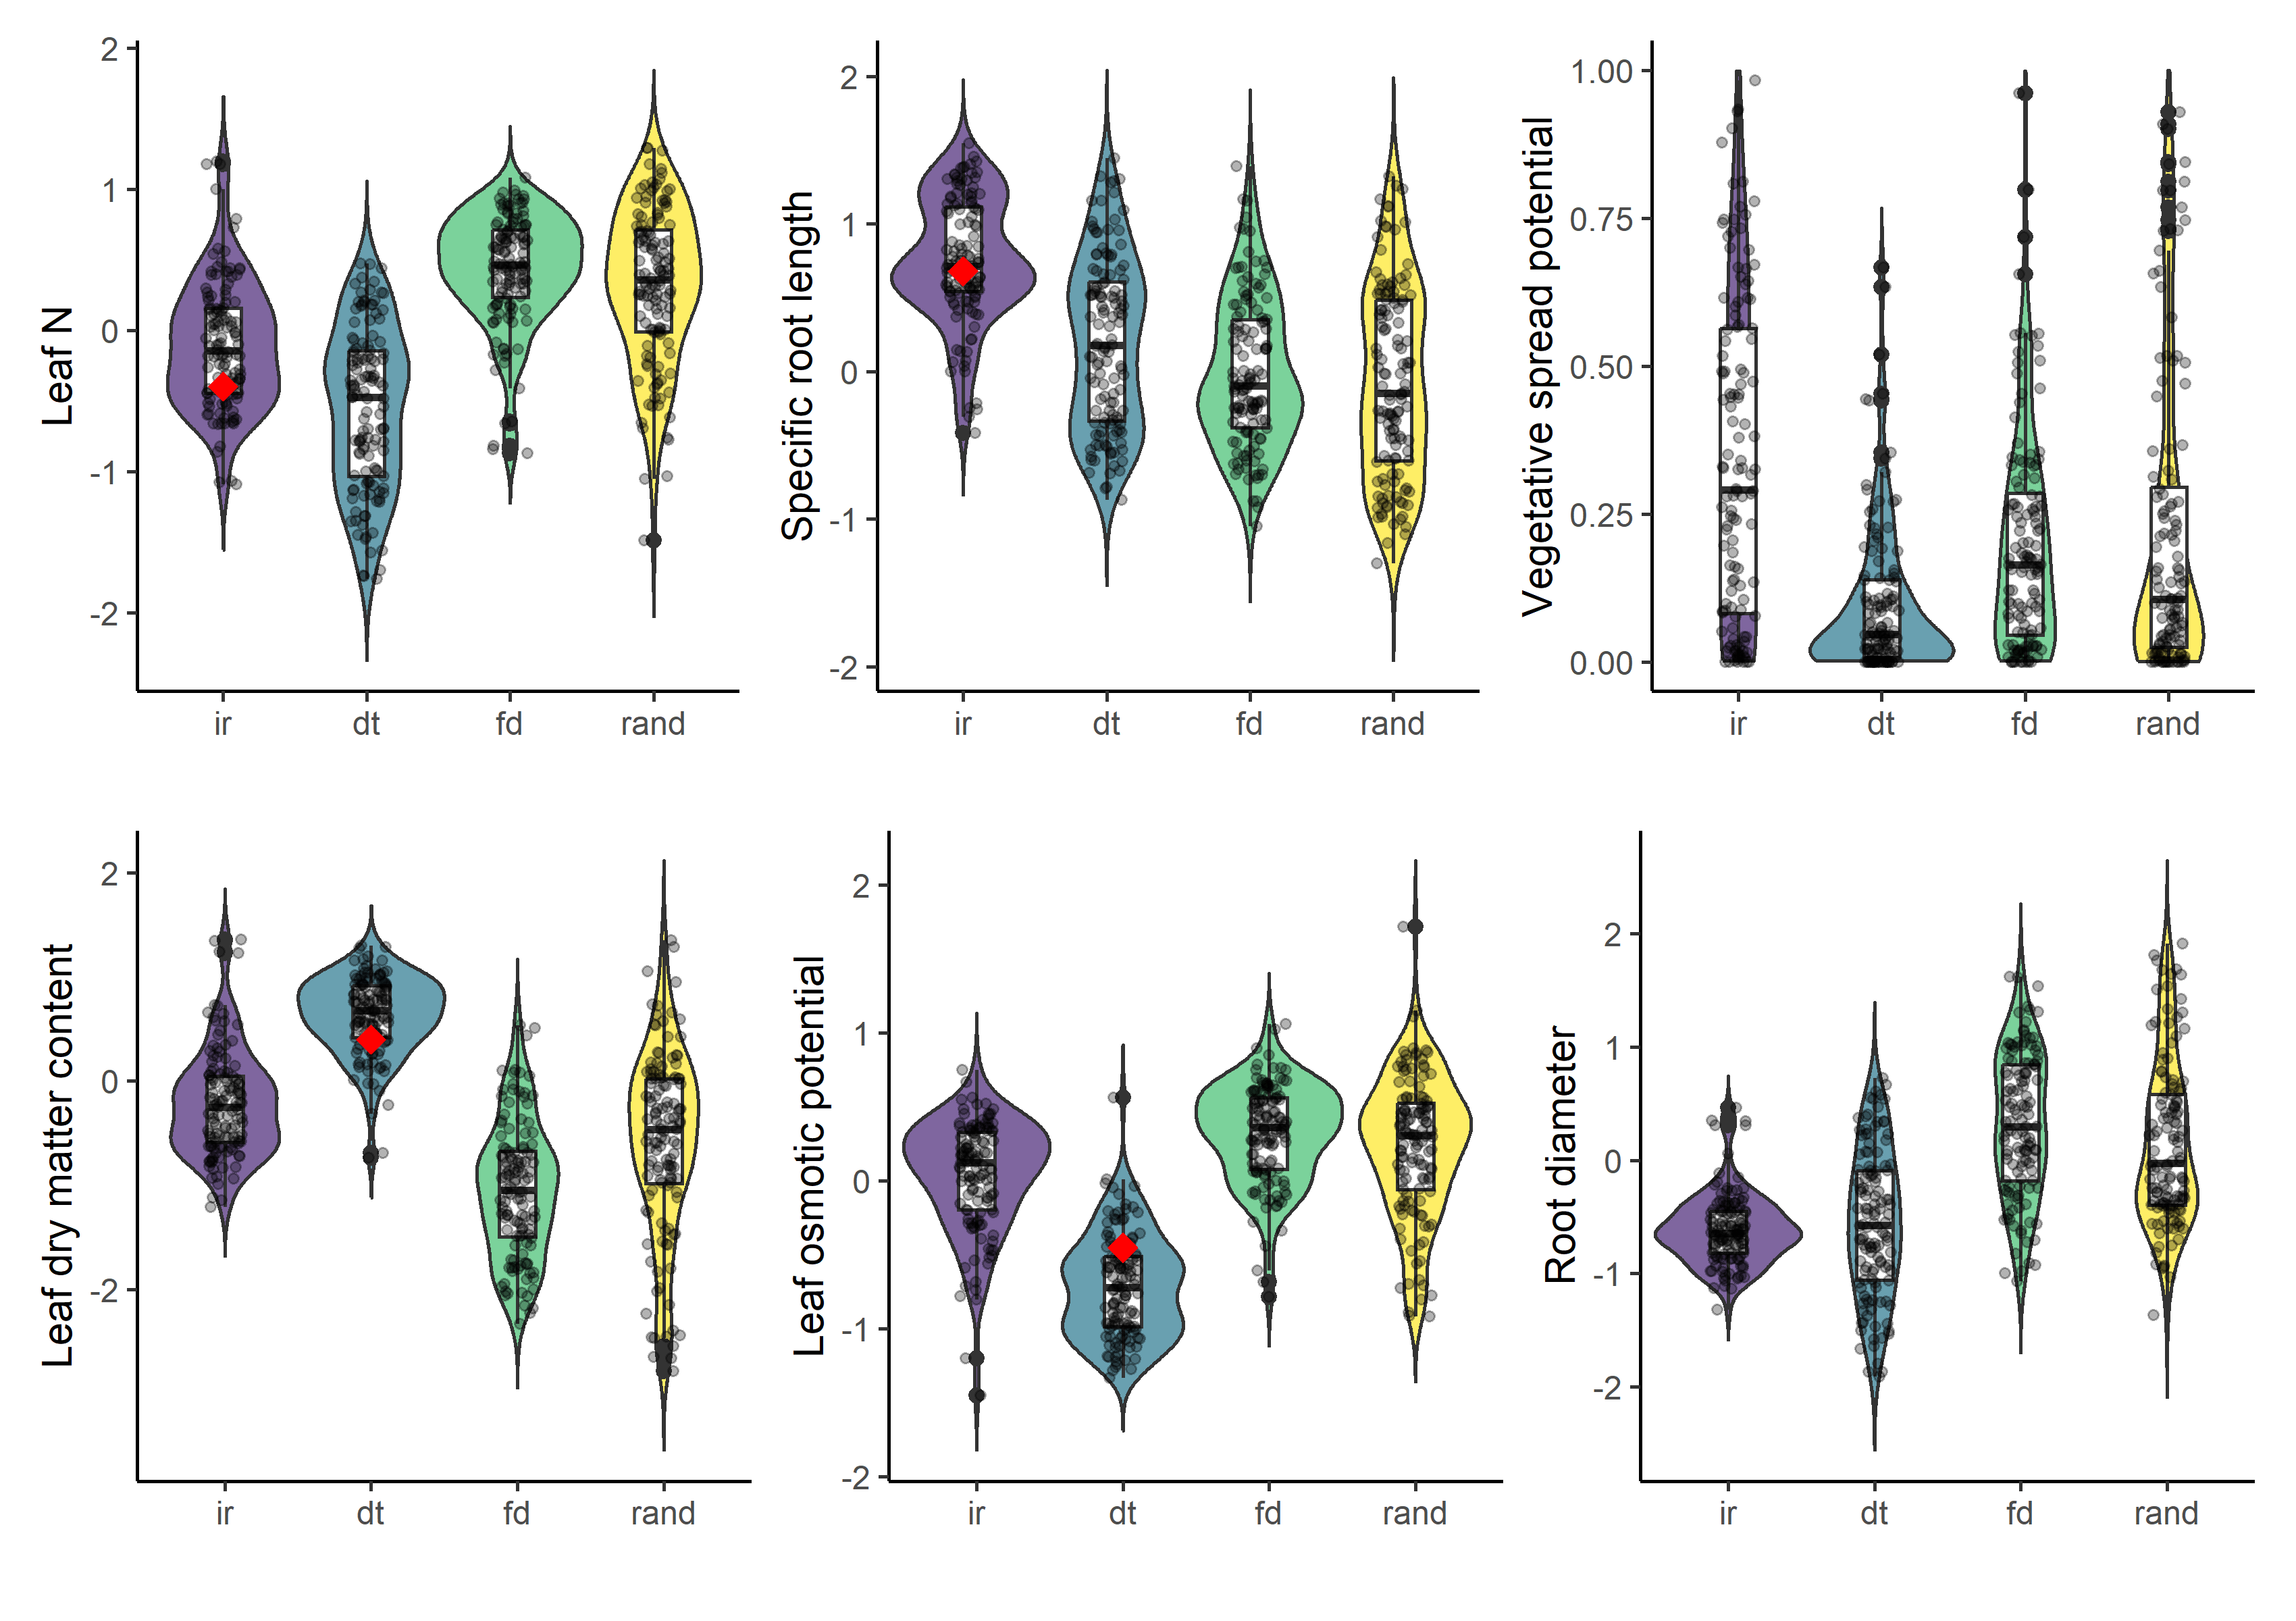 Leaf N
2
1
0
-1
-2
ir dt fd rand
Specific root length
2
1
0
-1
-2
ir dt fd rand
Vegetative spread potential
1.00
0.75
0.50
0.25
0.00
ir dt fd rand
Leaf dry matter content
2
0
-2
ir dt fd rand
Leaf osmotic potential
2
1
0
-1
-2
ir dt fd rand
Root diameter
2
1
0
-1
-2
ir dt fd rand